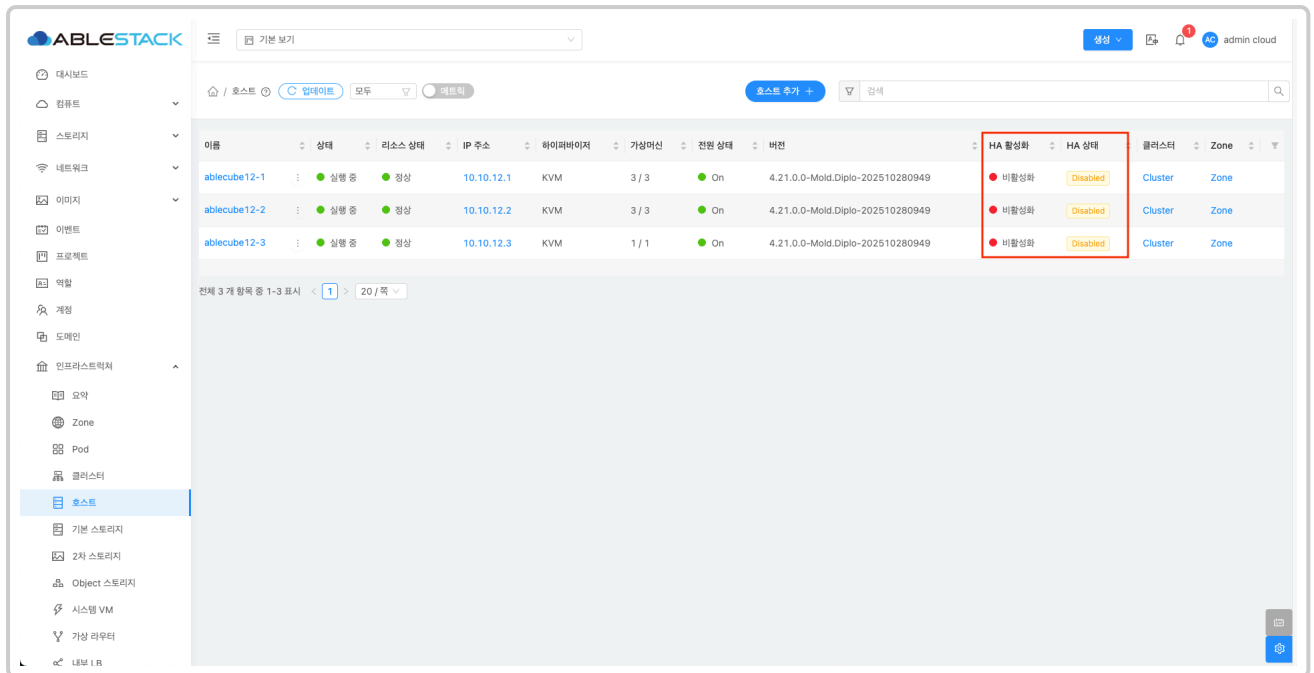 ABLESTACK
기본 보기
생성
1
AC
admin cloud
대시보드
컴퓨트
스토리지
네트워크
이미지
이벤트
프로젝트
역할
계정
도메인
인프라스트럭쳐
요약
Zone
Pod
클러스터
호스트
기본 스토리지
2차 스토리지
Object 스토리지
시스템 VM
가상 라우터
내부 LB
/ 호스트 업데이트 모두 메트릭
호스트 추가 +
검색
이름 상태 리소스 상태 IP 주소 하이퍼바이저 가상머신 전원 상태 버전 HA 활성화 HA 상태 클러스터 Zone
ablecube12-1 실행 중 정상 10.10.12.1 KVM 3 / 3 On 4.21.0.0-Mold.Diplo-202510280949 비활성화 Disabled Cluster Zone
ablecube12-2 실행 중 정상 10.10.12.2 KVM 3 / 3 On 4.21.0.0-Mold.Diplo-202510280949 비활성화 Disabled Cluster Zone
ablecube12-3 실행 중 정상 10.10.12.3 KVM 1 / 1 On 4.21.0.0-Mold.Diplo-202510280949 비활성화 Disabled Cluster Zone
전체 3 개 항목 중 1-3 표시 < 1 > 20 / 쪽